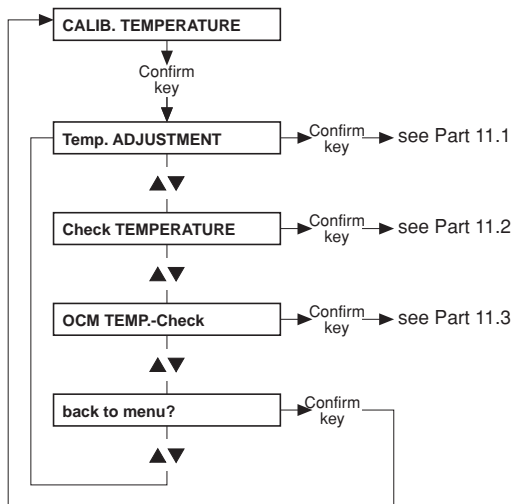 CALIB. TEMPERATURE
Confirm
key
Temp. ADJUSTMENT
Confirm
key
see Part 11.1
Check TEMPERATURE
Confirm
key
see Part 11.2
OCM TEMP.-Check
Confirm
key
see Part 11.3
back to menu?
Confirm
key